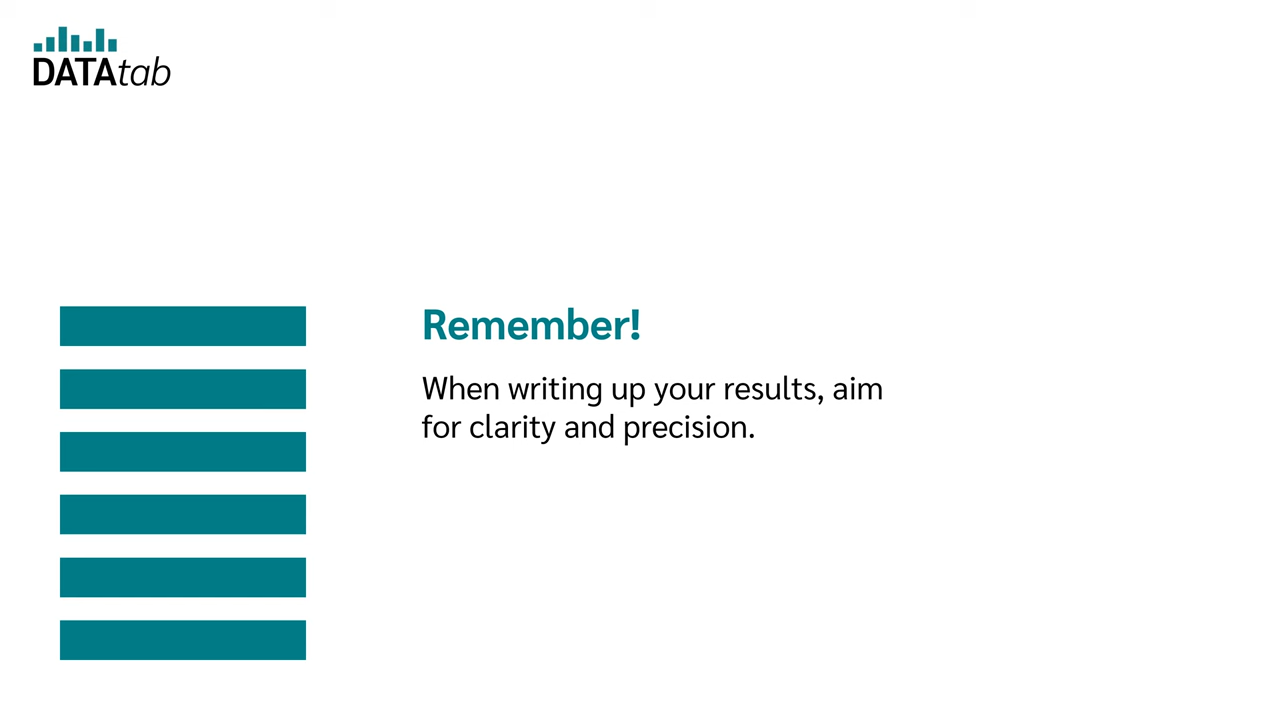 DATAtab
Remember!
When writing up your results, aim
for clarity and precision.